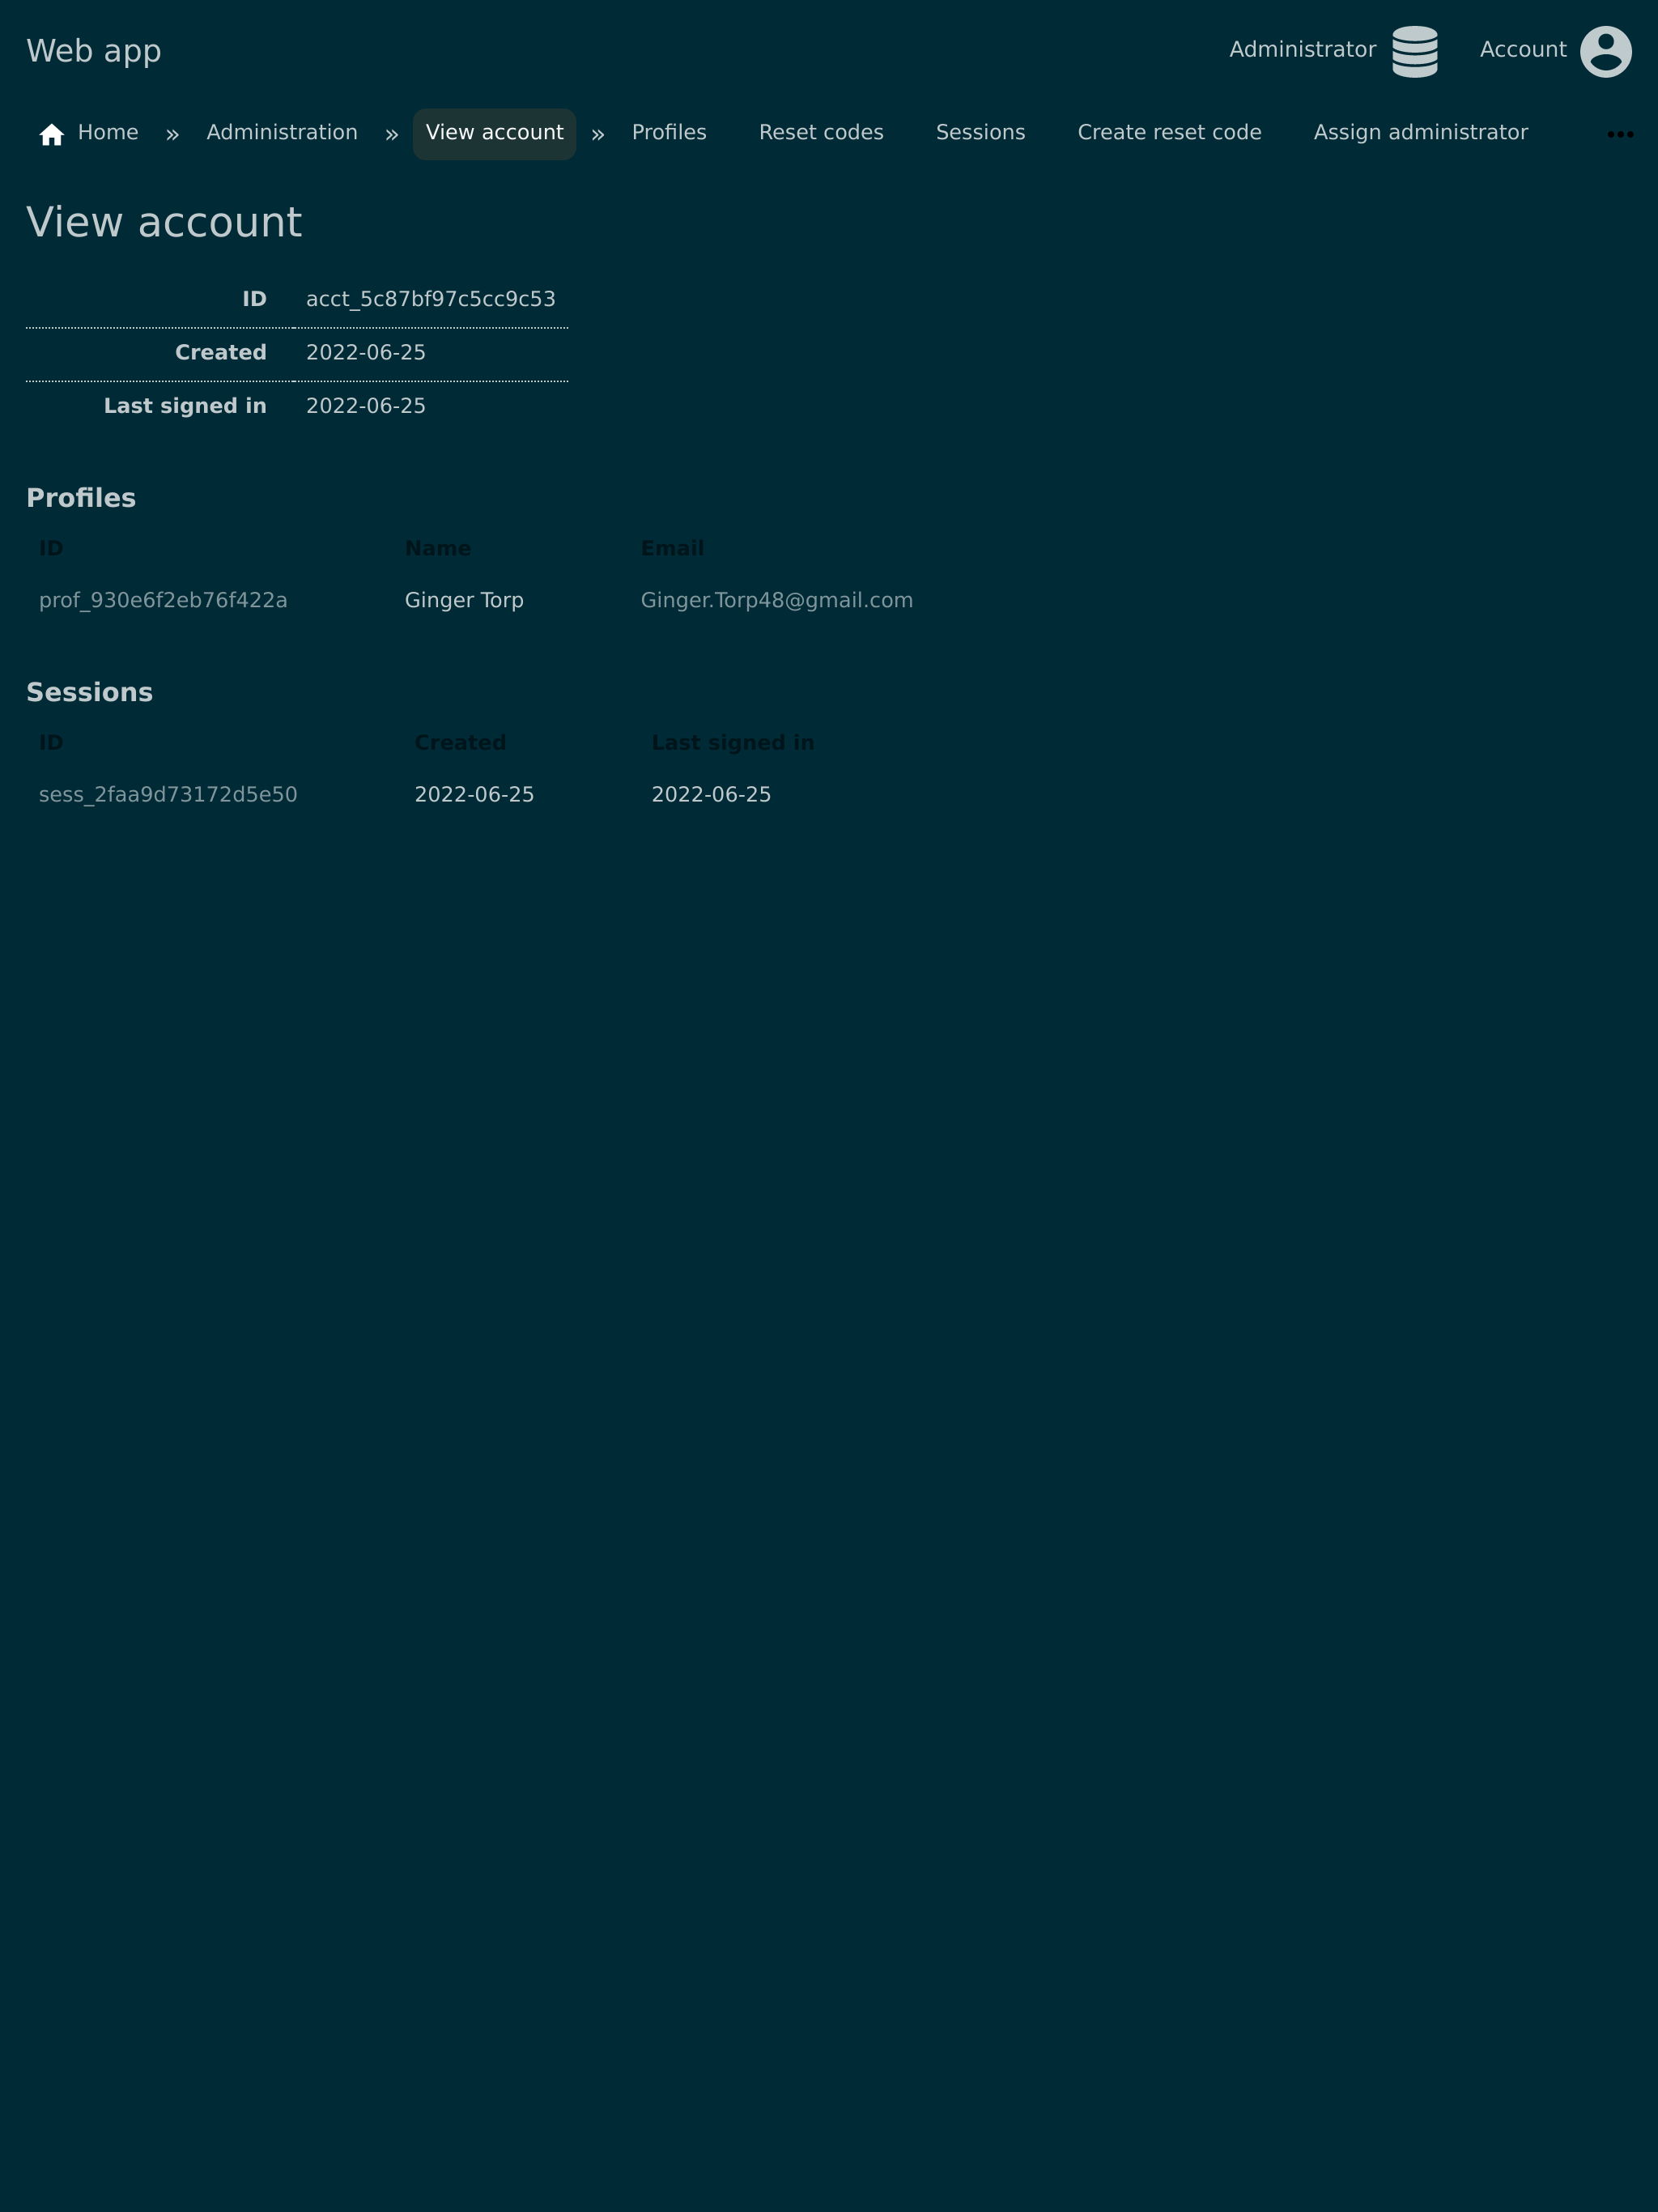 Web app
Administrator
Account
Home » Administration » View account » Profiles Reset codes Sessions Create reset code Assign administrator
View account
ID acct_5c87bf97c5cc9c53
Created 2022-06-25
Last signed in 2022-06-25
Profiles
ID Name Email
prof_930e6f2eb76f422a Ginger Torp Ginger.Torp48@gmail.com
Sessions
ID Created Last signed in
sess_2faa9d73172d5e50 2022-06-25 2022-06-25